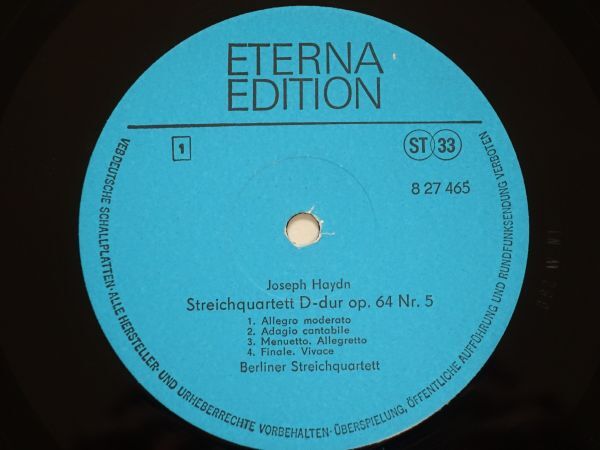 ETERNA
EDITION
1
ST 33
8 27 465
Joseph Haydn
Streichquartett D-dur op. 64 Nr. 5
1. Allegro moderato
2. Adagio cantabile
3. Menuetto. Allegretto
4. Finale. Vivace
Berliner Streichquartett
VEB DEUTSCHE SCHALLPLATTEN · ALLE HERSTELLER- UND URHEBERRECHTE VORBEHALTEN · ÜBERSPIELUNG, ÖFFENTLICHE AUFFÜHRUNG UND RUNDFUNKSENDUNG VERBOTEN